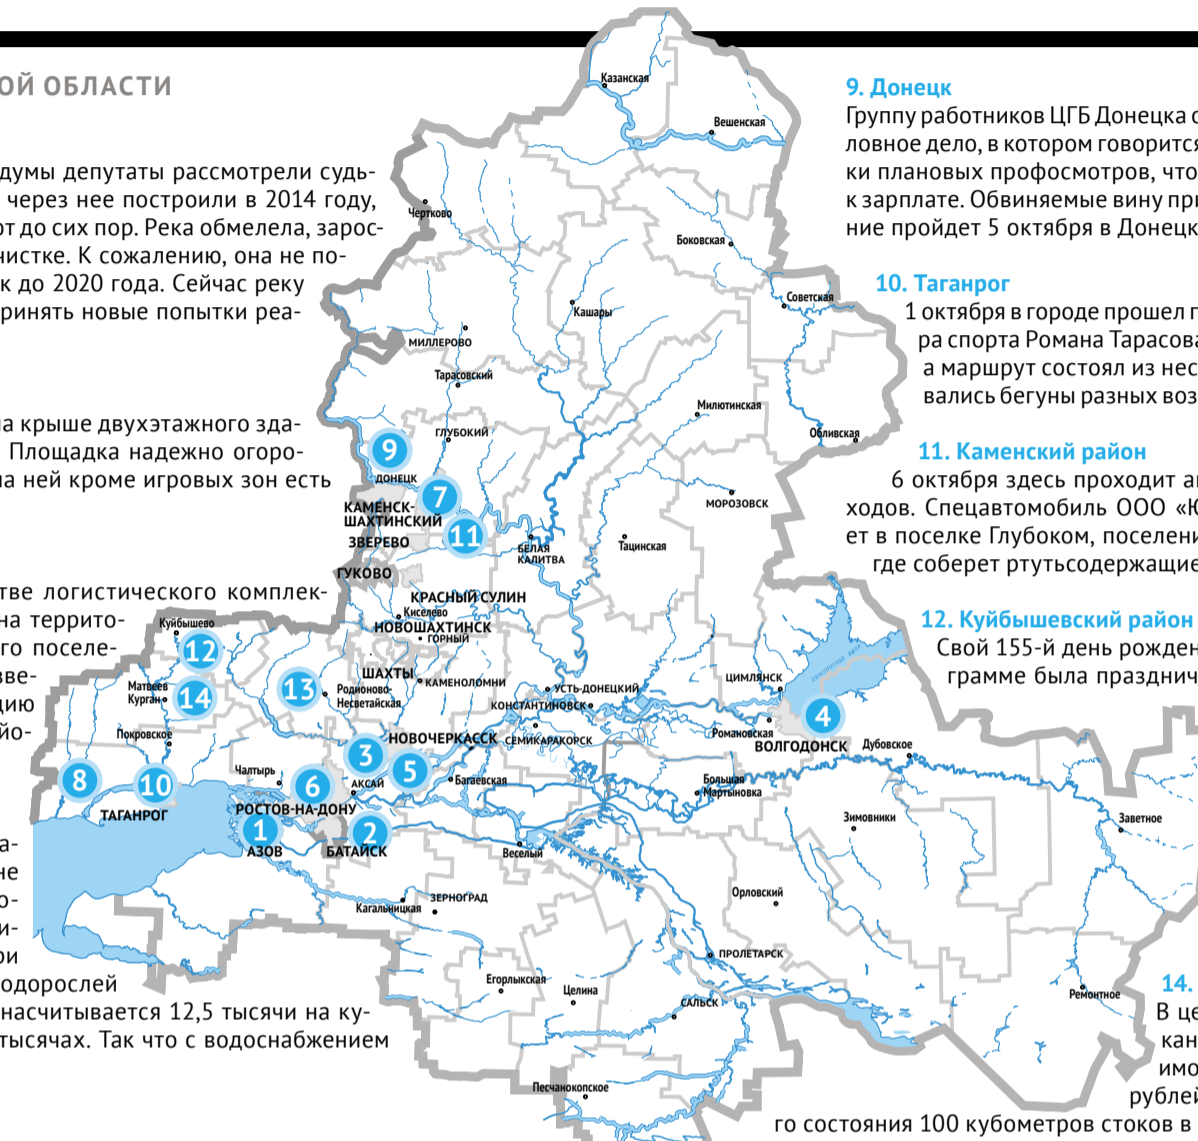 ОЙ ОБЛАСТИ
думы депутаты рассмотрели судь-
через нее построили в 2014 году,
от до сих пор. Река обмелела, зарос-
чистке. К сожалению, она не по-
к до 2020 года. Сейчас реку
ринять новые попытки реа-
на крыше двухэтажного зда-
Площадка надежно огоро-
на ней кроме игровых зон есть
тве логистического комплек-
на террито-
го поселе-
зве-
цию
йо-
а-
не
о-
и-
ри
одорослей
насчитывается 12,5 тысячи на ку-
тысячах. Так что с водоснабжением
Казанская
Вешенская
Чертково
Боковская
Советская
Кашары
МИЛЛЕРОВО
Тарасовский
Милютинская
ГЛУБОКИЙ
Обливская
9
ДОНЕЦК
7
КАМЕНСК-
ШАХТИНСКИЙ
МОРОЗОВСК
11
ЗВЕРЕВО
БЕЛАЯ
КАЛИТВА
Тацинская
ГУКОВО
КРАСНЫЙ СУЛИН
Киселево
Куйбышево
НОВОШАХТИНСК
ГОРНЫЙ
12
ШАХТЫ
КАМЕНОЛОМНИ
ЦИМЛЯНСК
Матвеев
Курган
14
13
Родионово-
Несветайская
УСТЬ-ДОНЕЦКИЙ
КОНСТАНТИНОВСК
4
Покровское
НОВОЧЕРКАССК
СЕМИКАРАКОРСК
Романовская
ВОЛГОДОНСК
Дубовское
3
5
8
10
Чалтырь
6
АКСАЙ
Багаевская
Большая
Мартыновка
ТАГАНРОГ
РОСТОВ-НА-ДОНУ
Зимовники
Заветное
1
2
АЗОВ
БАТАЙСК
Веселый
Орловский
Кагальницкая
ЗЕРНОГРАД
ПРОЛЕТАРСК
Егорлыкская
Целина
САЛЬСК
Ремонтное
Песчанокопское
9. Донецк
Группу работников ЦГБ Донецка о
ловное дело, в котором говорится
ки плановых профосмотров, что
к зарплате. Обвиняемые вину при
ние пройдет 5 октября в Донецк
10. Таганрог
1 октября в городе прошел п
ра спорта Романа Тарасова
а маршрут состоял из нес
вались бегуны разных воз
11. Каменский район
6 октября здесь проходит а
ходов. Спецавтомобиль ООО «Ю
ет в поселке Глубоком, поселени
где соберет ртутьсодержащие
12. Куйбышевский район
Свой 155-й день рожден
грамме была празднич
14.
В це
кан
имо
рублей
го состояния 100 кубометров стоков в